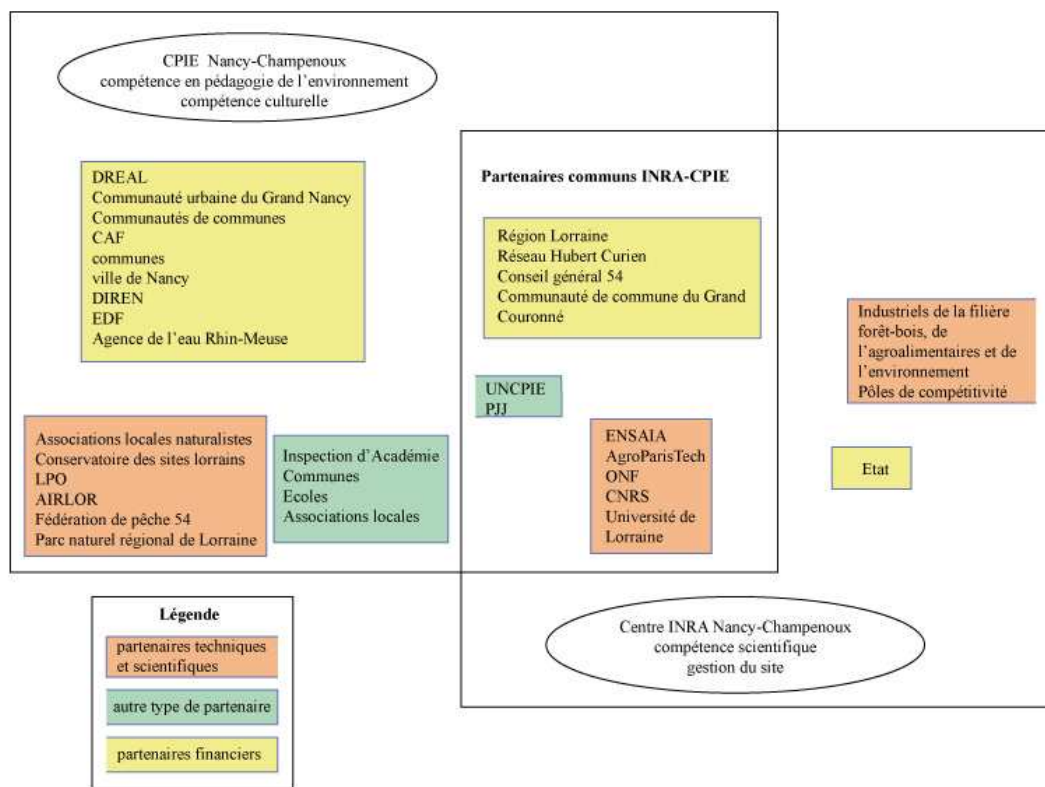 CPIE Nancy-Champenoux
compétence en pédagogie de l'environnement
compétence culturelle
DREAL
Communauté urbaine du Grand Nancy
Communautés de communes
CAF
communes
ville de Nancy
DIREN
EDF
Agence de l'eau Rhin-Meuse
Partenaires communs INRA-CPIE
Région Lorraine
Réseau Hubert Curien
Conseil général 54
Communauté de commune du Grand
Couronné
Industriels de la filière
forêt-bois, de
l'agroalimentaires et de
l'environnement
Pôles de compétitivité
UNCPIE
PJJ
Associations locales naturalistes
Conservatoire des sites lorrains
LPO
AIRLOR
Fédération de pêche 54
Parc naturel régional de Lorraine
Inspection d'Académie
Communes
Ecoles
Associations locales
ENSAIA
AgroParisTech
ONF
CNRS
Université de
Lorraine
Etat
Légende
partenaires techniques
et scientifiques
autre type de partenaire
partenaires financiers
Centre INRA Nancy-Champenoux
compétence scientifique
gestion du site